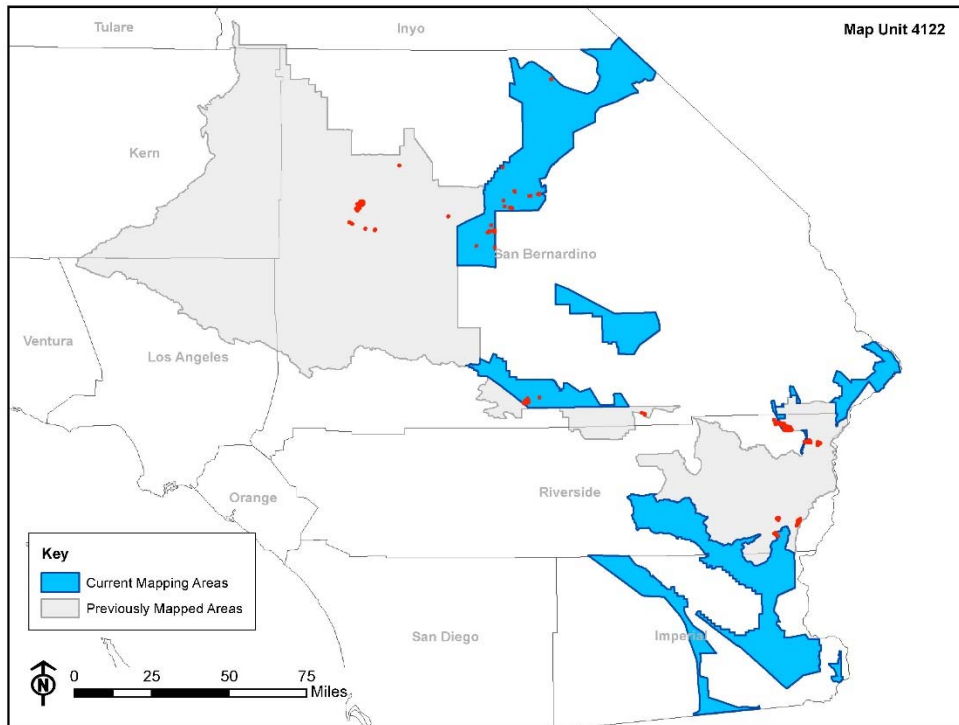 Tulare
Inyo
Map Unit 4122
Kern
San Bernardino
Ventura
Los Angeles
Orange
Riverside
Key
Current Mapping Areas
Previously Mapped Areas
San Diego
Imperial
N
0 25 50 75
Miles